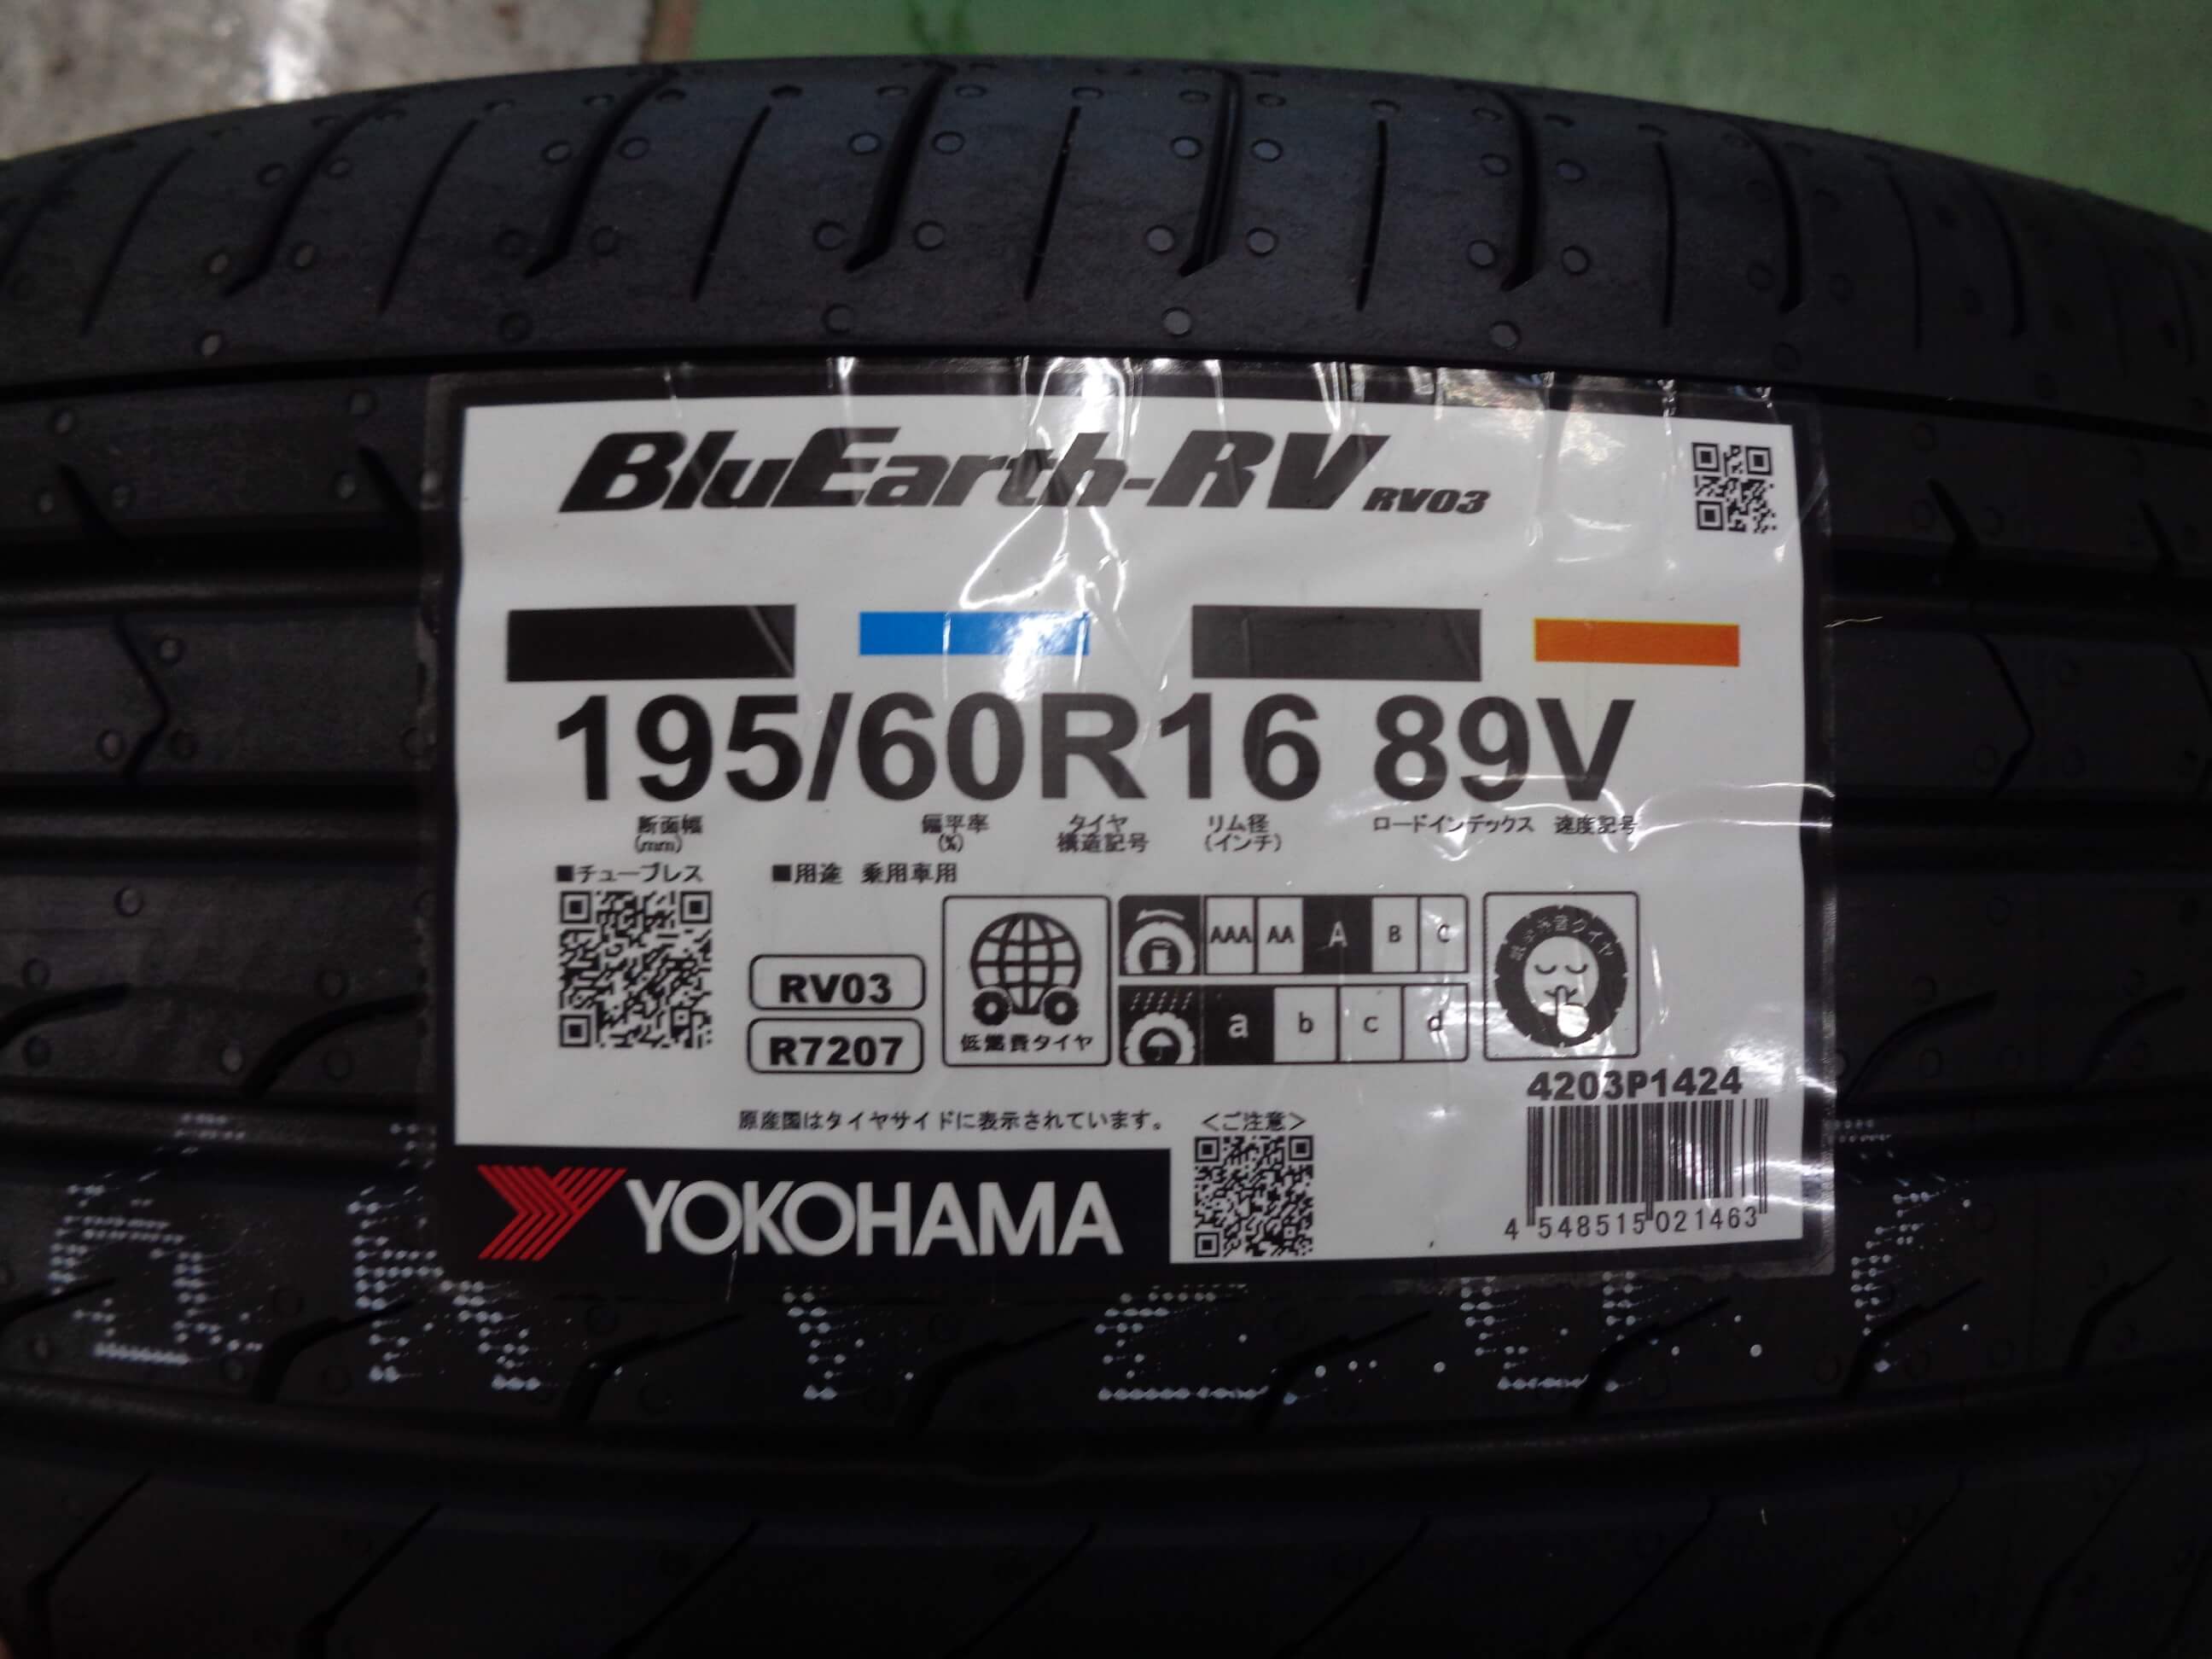 BluEarth-RV RV03
195/60R16 89V
断面幅 偏平率 タイヤ リム径 ロードインデックス 速度記号
(mm) (%) 構造記号 (インチ)
■チューブレス ■用途 乗用車用
AAA AA A B C
RV03
a b c d
R7207
低燃費タイヤ
4203P1424
原産国はタイヤサイドに表示されています。
<ご注意>
YOKOHAMA
4 548515 021463